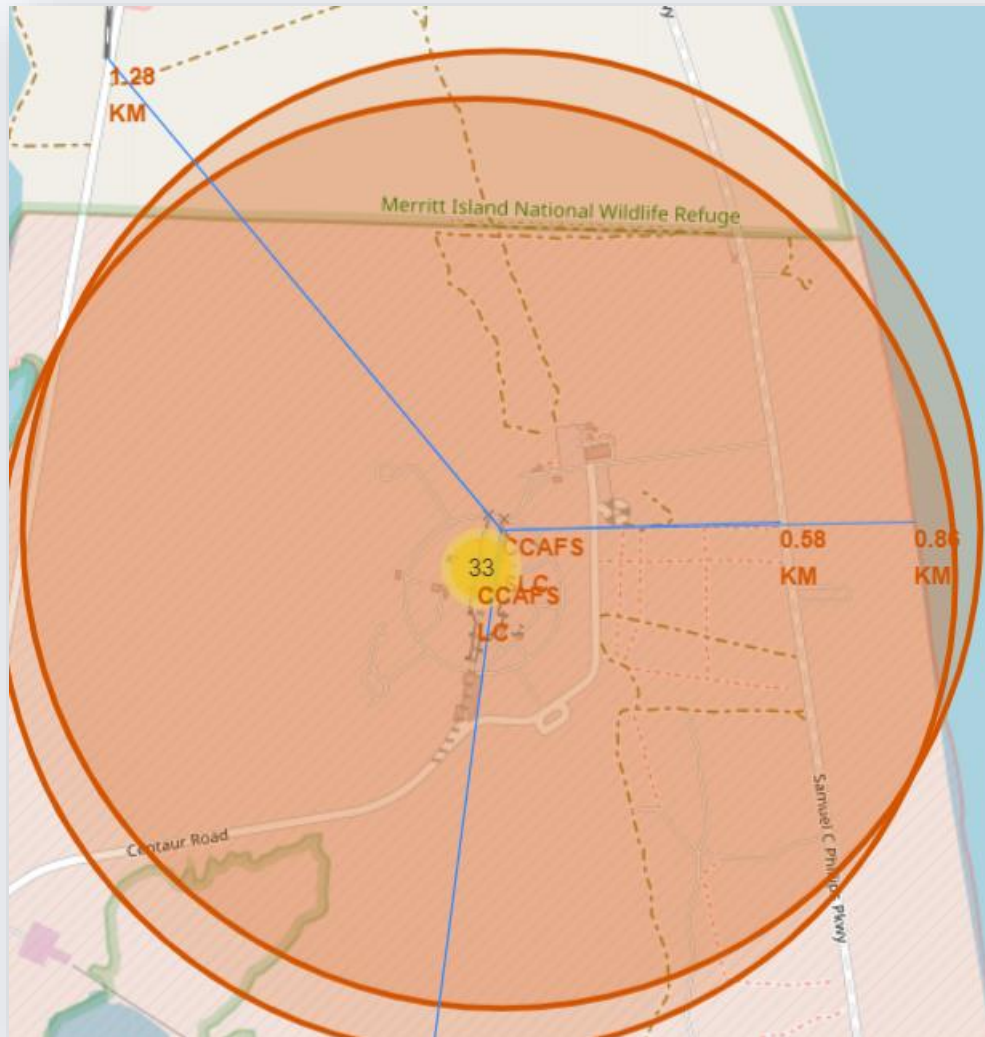 1.28
KM
Merritt Island National Wildlife Refuge
CCAFS
SLC
33
CCAFS
LC
0.58
KM
0.86
KM
Centaur Road
Samuel C Phillips Pkwy